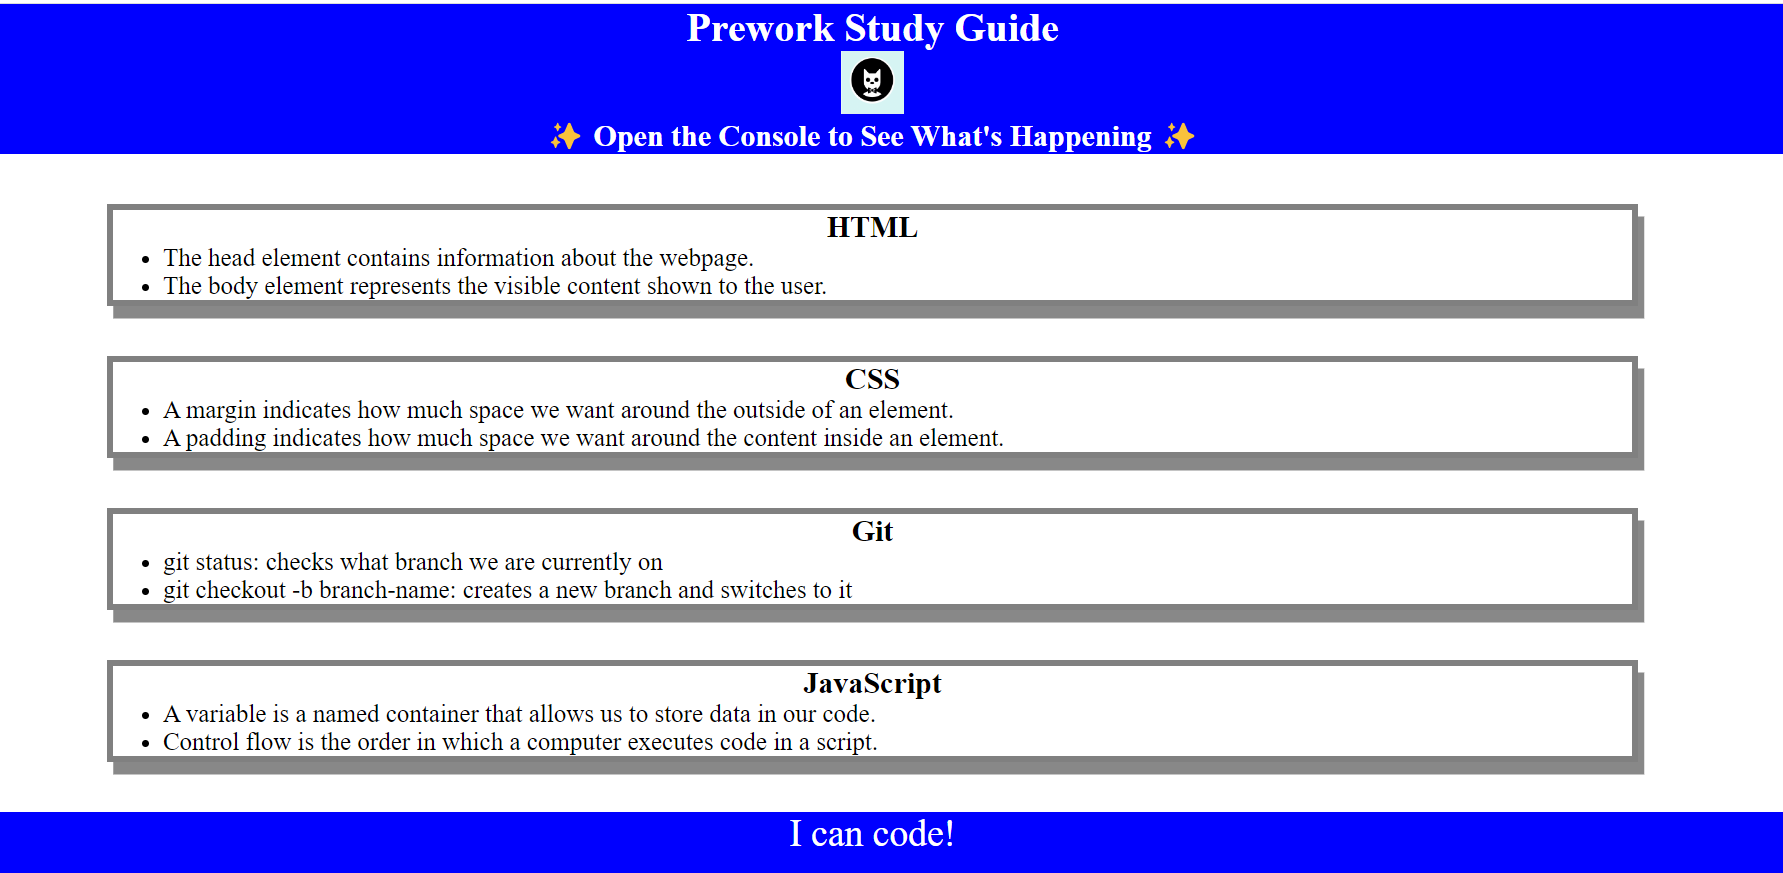 Prework Study Guide
✨ Open the Console to See What's Happening ✨
HTML
• The head element contains information about the webpage.
• The body element represents the visible content shown to the user.
CSS
• A margin indicates how much space we want around the outside of an element.
• A padding indicates how much space we want around the content inside an element.
Git
• git status: checks what branch we are currently on
• git checkout -b branch-name: creates a new branch and switches to it
JavaScript
• A variable is a named container that allows us to store data in our code.
• Control flow is the order in which a computer executes code in a script.
I can code!